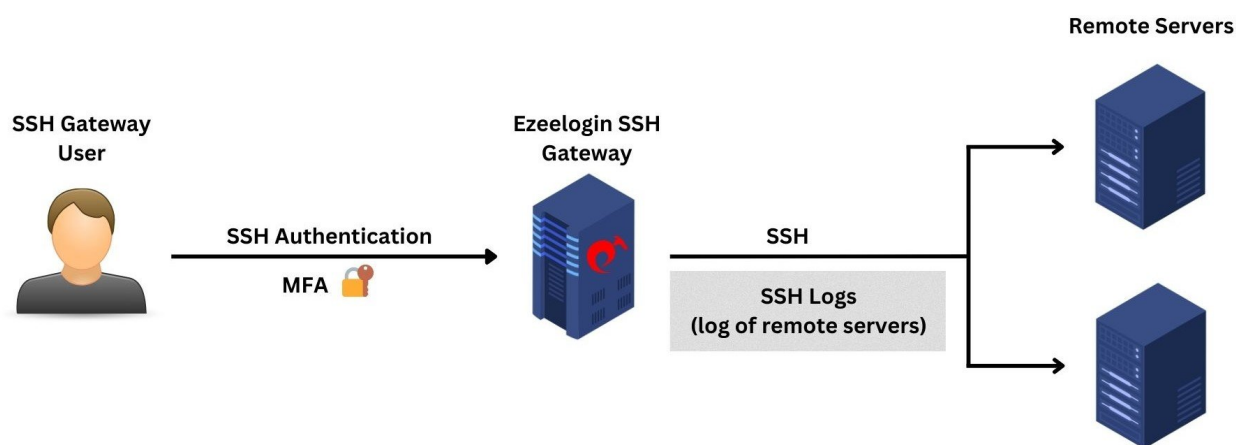 Remote Servers
SSH Gateway
User
Ezeelogin SSH
Gateway
SSH Authentication
MFA
SSH
SSH Logs
(log of remote servers)